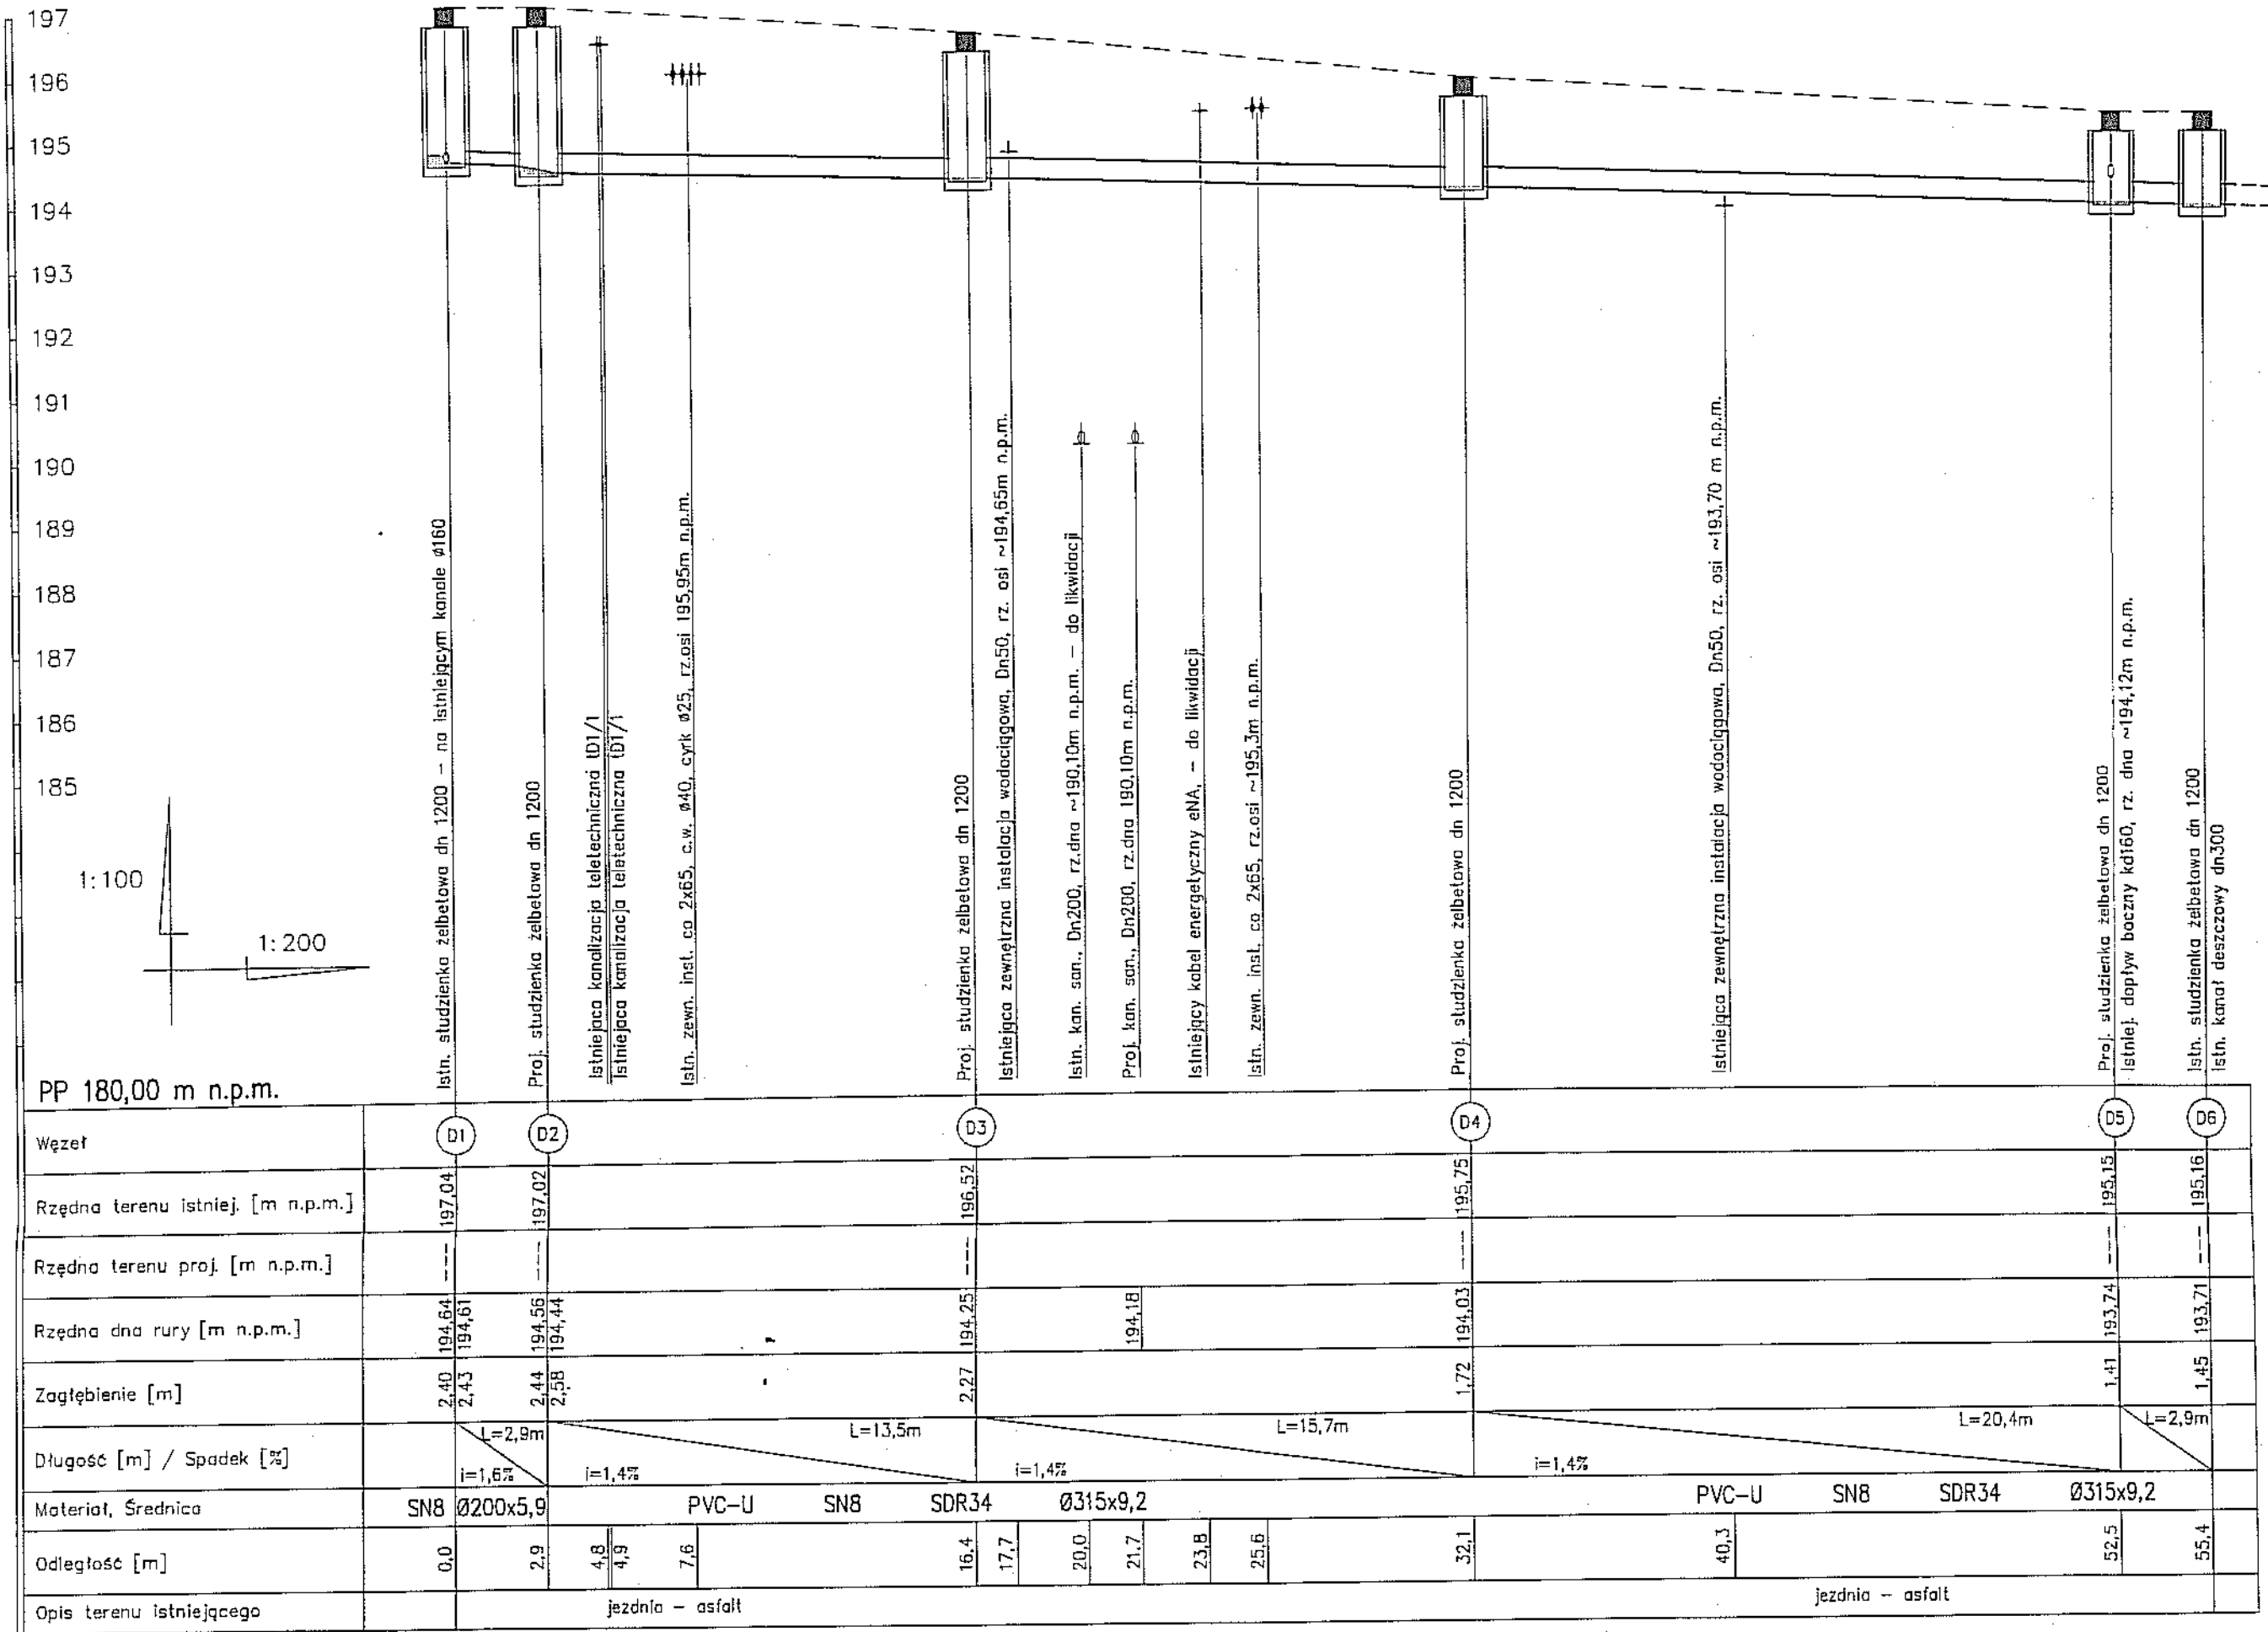 197
196
195
194
193
192
191
190
189
188
187
186
185
1:100
1:200
PP 180,00 m n.p.m.
Istn. studzienka żelbetowa dn 1200 – na istniejącym kanale ø160
Proj. studzienka żelbetowa dn 1200
Istniejaca kanalizacja teletechniczna tD1/1
Istniejaca kanalizacja teletechniczna tD1/1
Istn. zewn. inst. co 2x65, c.w. ø40, cyrk ø25, rz.osi 195,95m n.p.m.
Proj. studzienka żelbetowa dn 1200
Istniejąca zewnętrzna instalacja wodociągowa, Dn50, rz. osi ~194,65m n.p.m.
Istn. kan. san., Dn200, rz.dna ~190,10m n.p.m. – do likwidacji
Proj. kan. san., Dn200, rz.dna 190,10m n.p.m.
Istniejący kabel energetyczny eNA, – do likwidacji
Istn. zewn. inst. co 2x65, rz.osi ~195,3m n.p.m.
Proj. studzienka żelbetowa dn 1200
Istniejąca zewnętrzna instalacja wodociągowa, Dn50, rz. osi ~193,70 m n.p.m.
Proj. studzienka żelbetowa dn 1200
Istniej. dopływ boczny kd160, rz. dna ~194,12m n.p.m.
Istn. studzienka żelbetowa dn 1200
Istn. kanał deszczowy dn300
Węzeł D1 D2 D3 D4 D5 D6
Rzędna terenu istniej. [m n.p.m.] 197,04 197,02 196,52 195,75 195,15 195,16
Rzędna terenu proj. [m n.p.m.] --- --- --- --- --- ---
Rzędna dna rury [m n.p.m.] 194,64 194,61 194,56 194,44 194,25 194,18 194,03 193,74 193,71
Zagłębienie [m] 2,40 2,43 2,44 2,58 2,27 1,72 1,41 1,45
L=2,9m L=13,5m L=15,7m L=20,4m L=2,9m
Długość [m] / Spadek [%]
i=1,6% i=1,4% i=1,4% i=1,4%
Materiał, Średnica SN8 Ø200x5,9 PVC–U SN8 SDR34 Ø315x9,2 PVC–U SN8 SDR34 Ø315x9,2
Odległość [m] 0,0 2,9 4,8 4,9 7,6 16,4 17,7 20,0 21,7 23,8 25,6 32,1 40,3 52,5 55,4
Opis terenu istniejącego jezdnia – asfalt jezdnia – asfalt